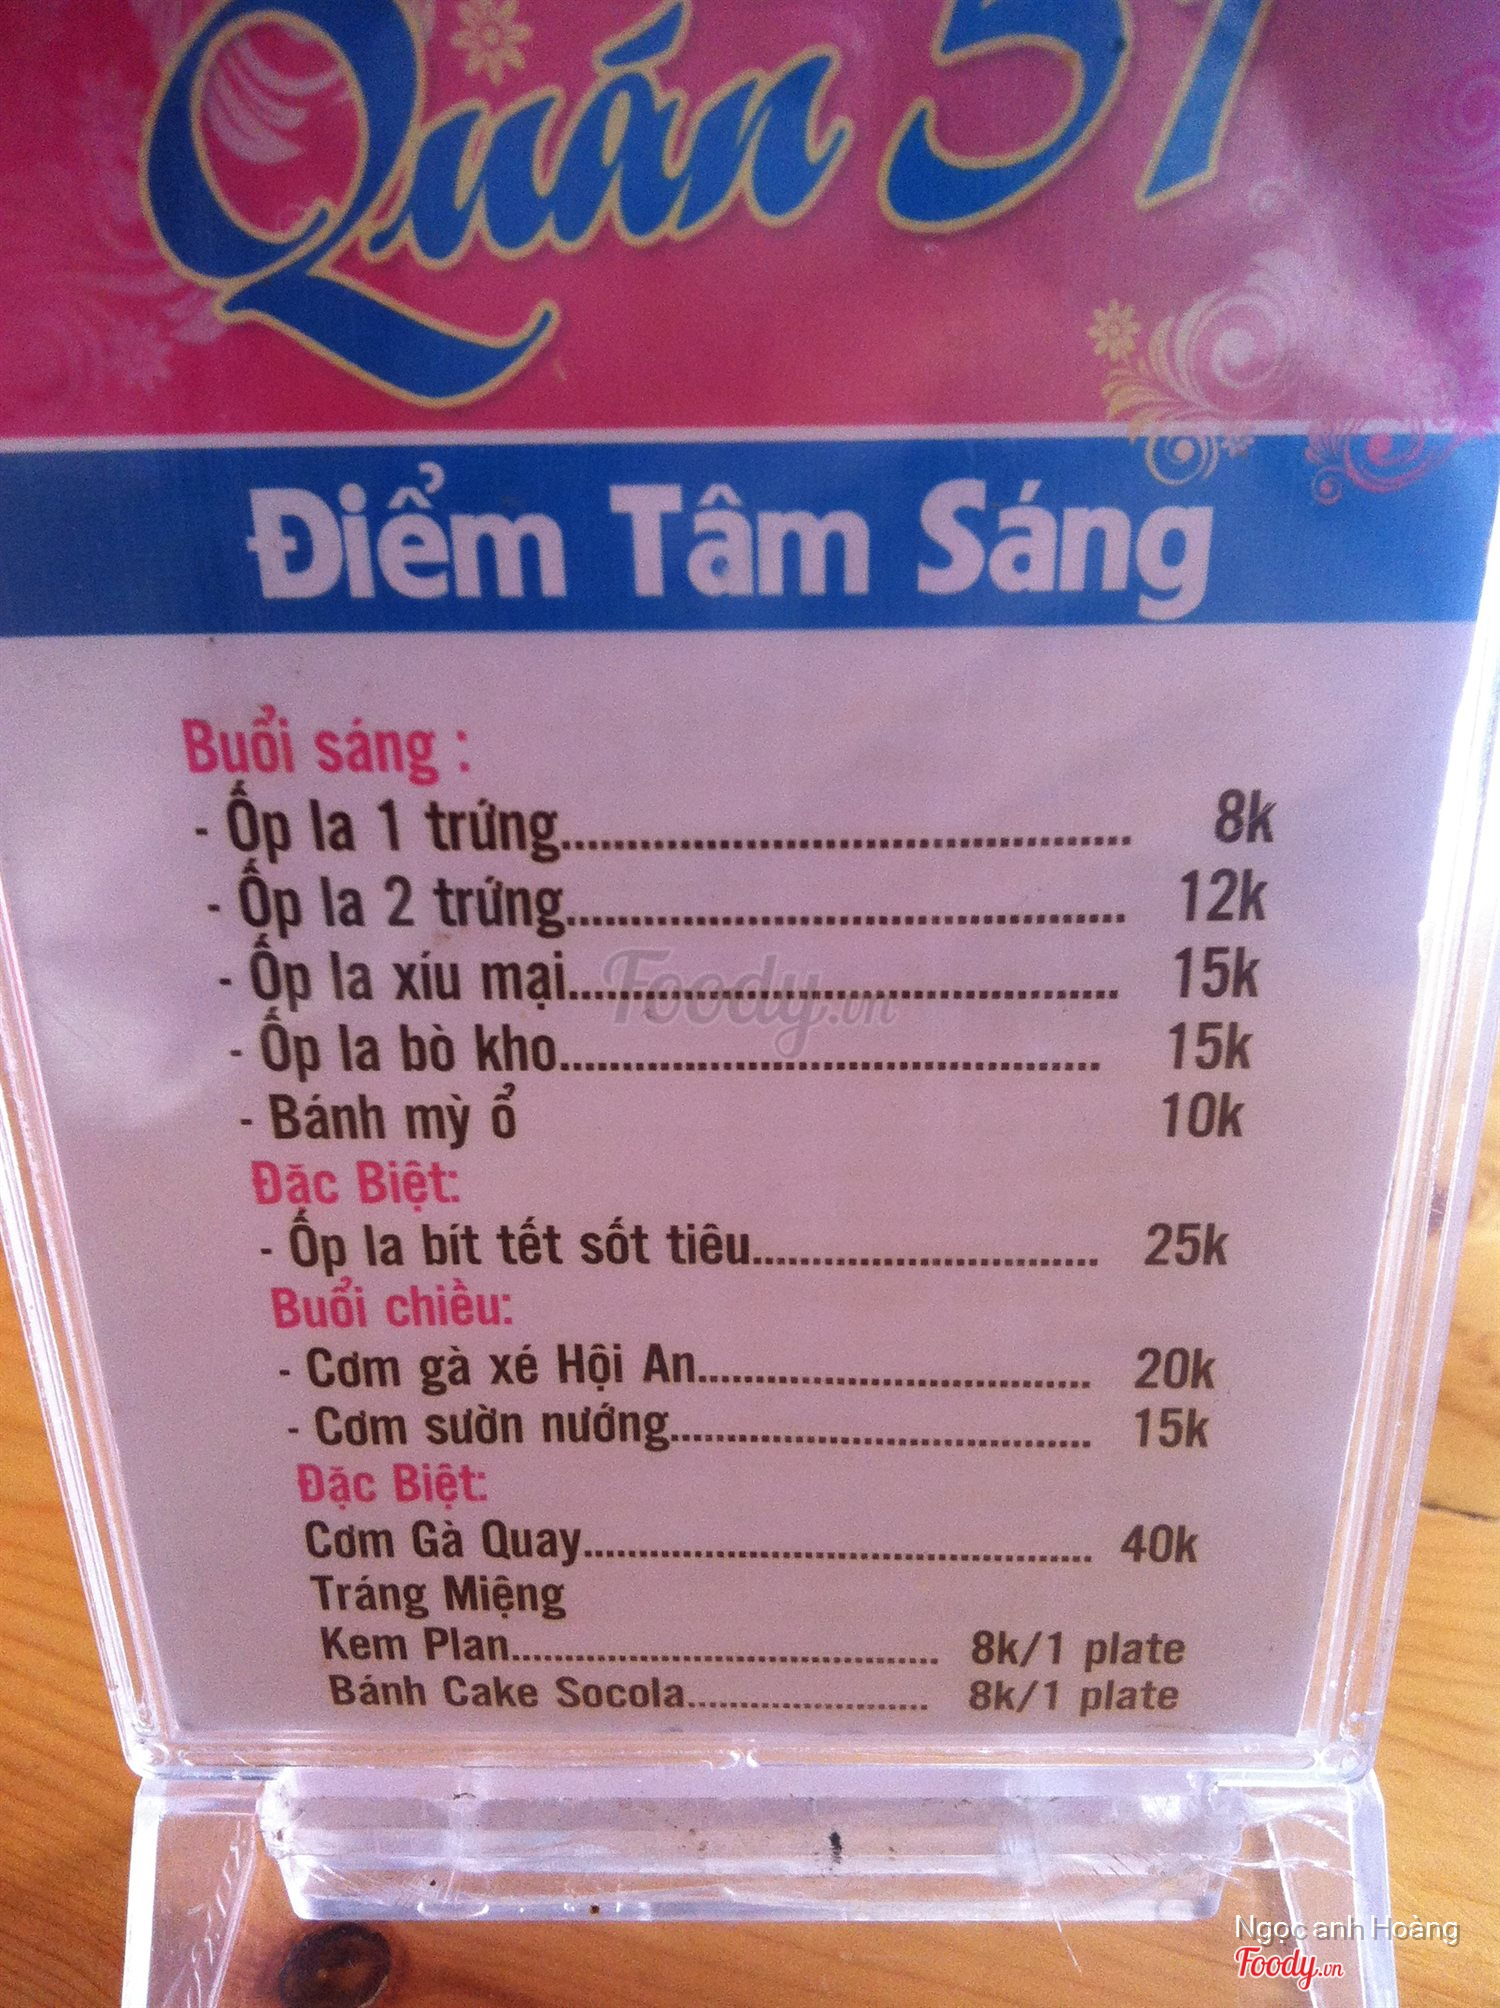 Quán 57
Điểm Tâm Sáng
Buổi sáng :
- Ốp la 1 trứng........................................... 8k
- Ốp la 2 trứng........................................... 12k
- Ốp la xíu mại........................................... 15k
- Ốp la bò kho........................................... 15k
- Bánh mỳ ổ 10k
Đặc Biệt:
- Ốp la bít tết sốt tiêu............................ 25k
Buổi chiều:
- Cơm gà xé Hội An.................................. 20k
- Cơm sườn nướng.................................... 15k
Đặc Biệt:
Cơm Gà Quay............................................. 40k
Tráng Miệng
Kem Plan........................................ 8k/1 plate
Bánh Cake Socola....................... 8k/1 plate
Foody.vn
Ngọc anh Hoàng
Foody.vn